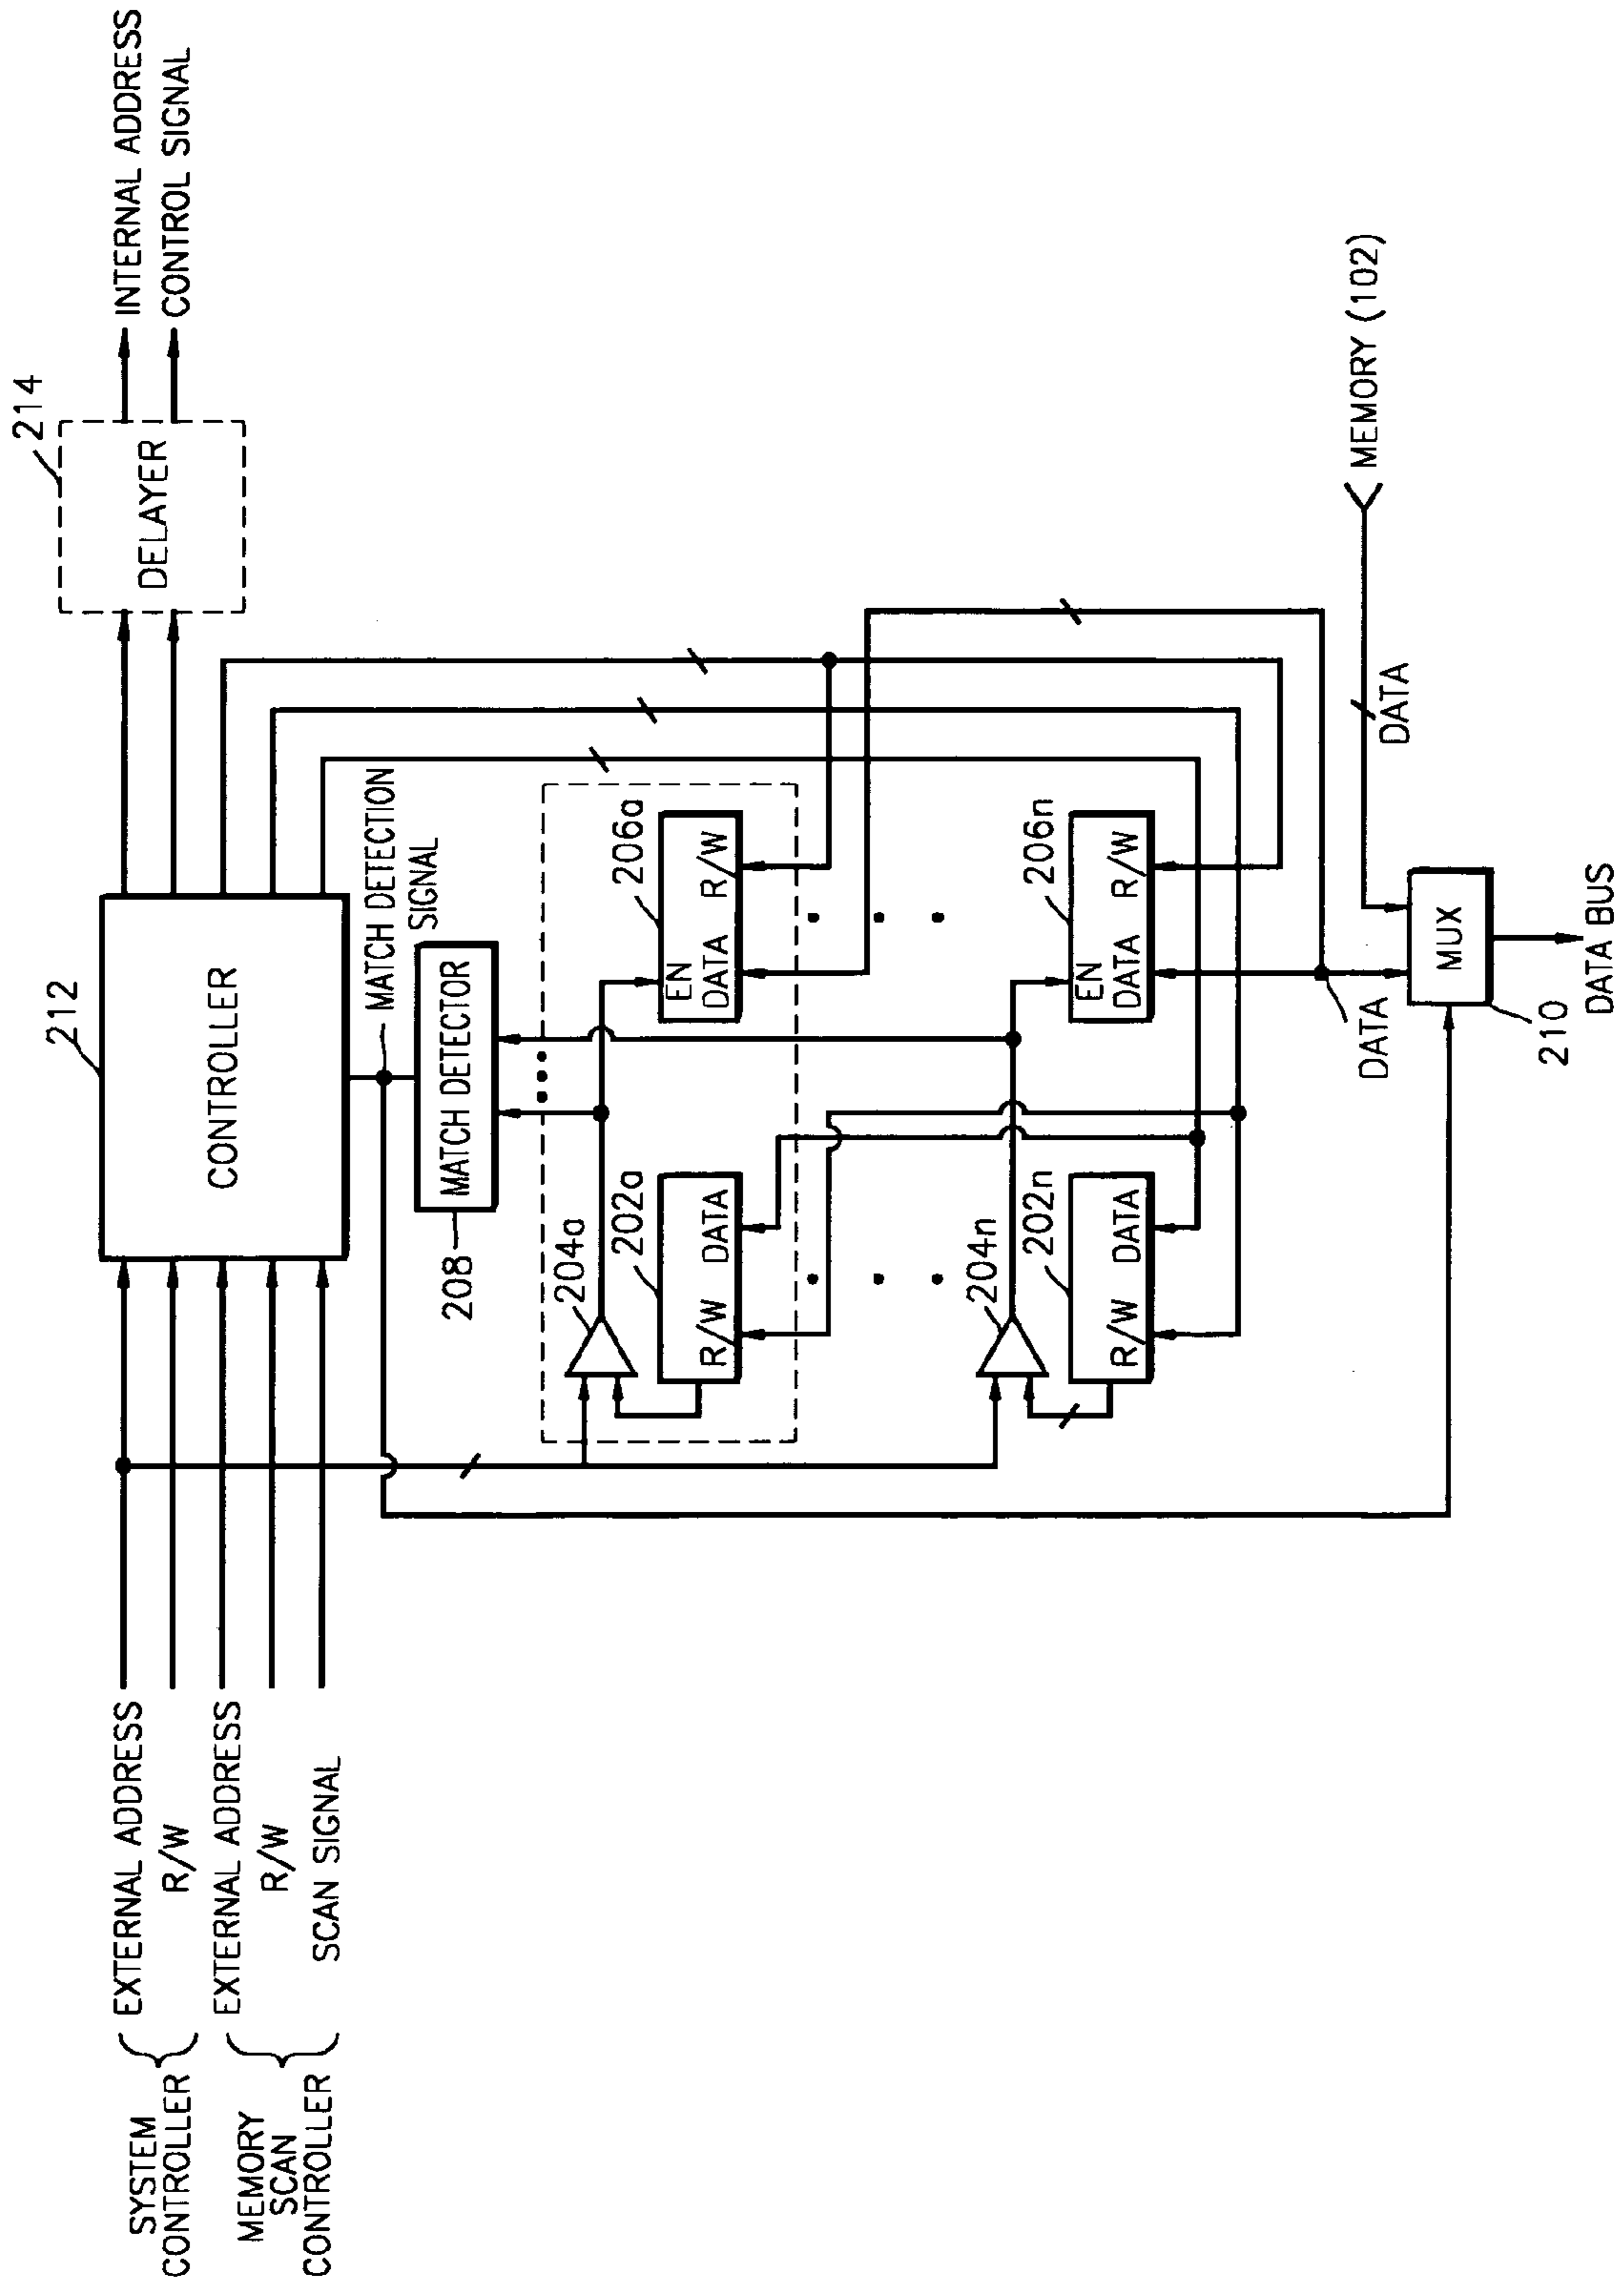 SYSTEM
CONTROLLER
EXTERNAL ADDRESS
R/W
MEMORY
SCAN
CONTROLLER
EXTERNAL ADDRESS
R/W
SCAN SIGNAL
212
CONTROLLER
214
DELAYER
INTERNAL ADDRESS
CONTROL SIGNAL
MATCH DETECTION
SIGNAL
208
MATCH DETECTOR
204a
202a
R/W DATA
206a
EN
DATA R/W
204n
202n
R/W DATA
206n
EN
DATA R/W
DATA
DATA
MEMORY (102)
MUX
210
DATA BUS